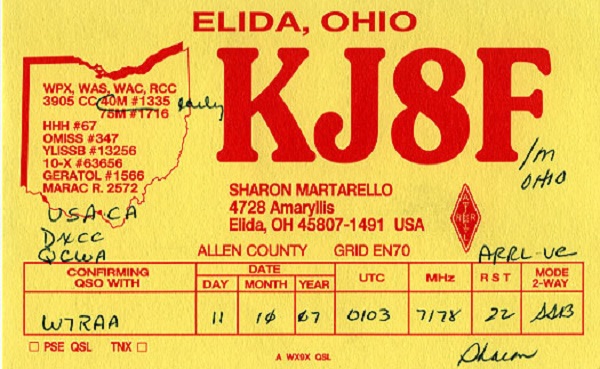 ELIDA, OHIO
KJ8F
/m
OHIO
WPX, WAS, WAC, RCC
3905 CC 40M #1335 early
75M #1716
HHH #67
OMISS #347
YLISSB #13256
10-X #63656
GERATOL #1566
MARAC R. 2572
USA-CA
DXCC
QCWA
SHARON MARTARELLO
4728 Amaryllis
Elida, OH 45807-1491 USA
ALLEN COUNTY GRID EN70
ARRL-VE
CONFIRMING QSO WITH DATE DAY MONTH YEAR UTC MHz RST MODE 2-WAY
W7RAA 11 10 07 0103 7178 22 SSB
PSE QSL TNX
A WX9X QSL
Sharon